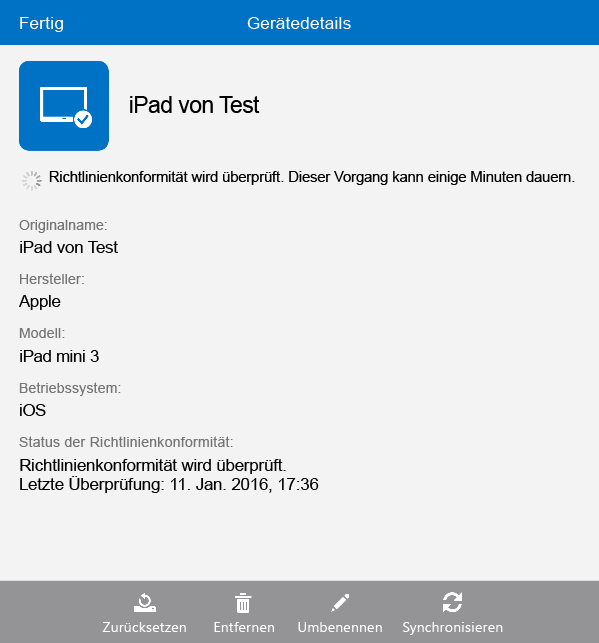 Fertig
Gerätedetails
iPad von Test
Richtlinienkonformität wird überprüft. Dieser Vorgang kann einige Minuten dauern.
Originalname:
iPad von Test
Hersteller:
Apple
Modell:
iPad mini 3
Betriebssystem:
iOS
Status der Richtlinienkonformität:
Richtlinienkonformität wird überprüft.
Letzte Überprüfung: 11. Jan. 2016, 17:36
Zurücksetzen
Entfernen
Umbenennen
Synchronisieren